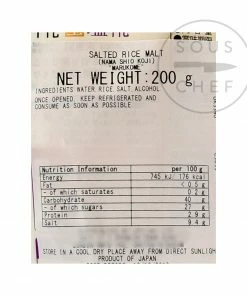 SOUS
CHEF
SALTED RICE MALT
(NAMA SHIO KOJI)
"MARUKOME"
NET WEIGHT:200 g
INGREDIENTS WATER RICE SALT ALCOHOL
ONCE OPENED, KEEP REFRIGERATED AND
CONSUME AS SOON AS POSSIBLE
Nutrition Information per 100g
Energy 745 kJ 176 kcal
Fat < 0.5 g
- of which saturates 0.2 g
Carbohydrate 40 g
- of which sugars 27 g
Protein 2.9 g
Salt 9.4 g
STORE IN A COOL DRY PLACE AWAY FROM DIRECT SUNLIGH
PRODUCT OF JAPAN